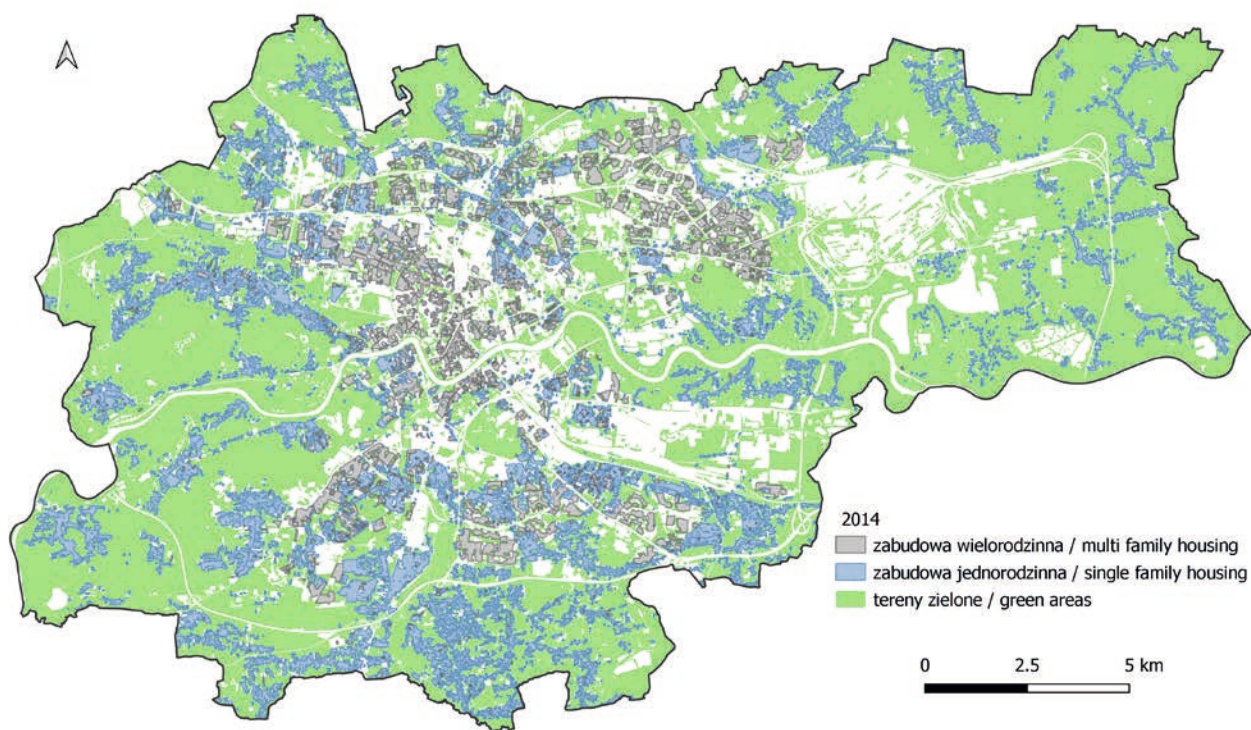 2014
zabudowa wielorodzinna / multi family housing
zabudowa jednorodzinna / single family housing
tereny zielone / green areas
0 2.5 5 km